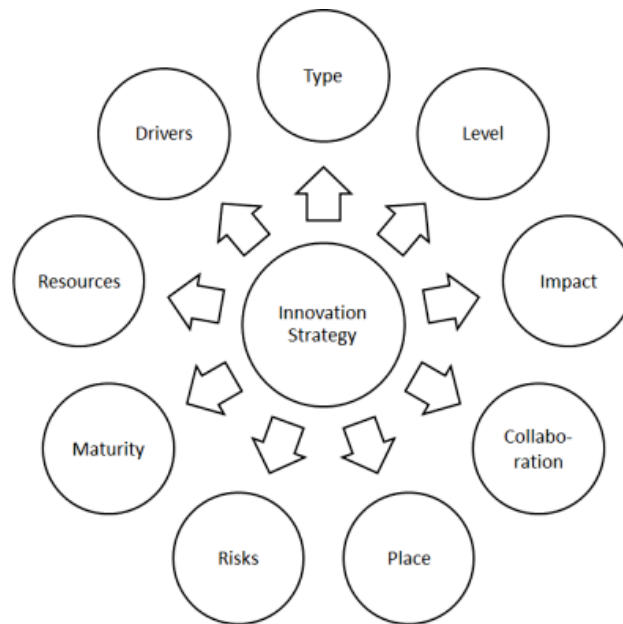 Type
Drivers
Level
Resources
Innovation
Strategy
Impact
Maturity
Collabo-
ration
Risks
Place